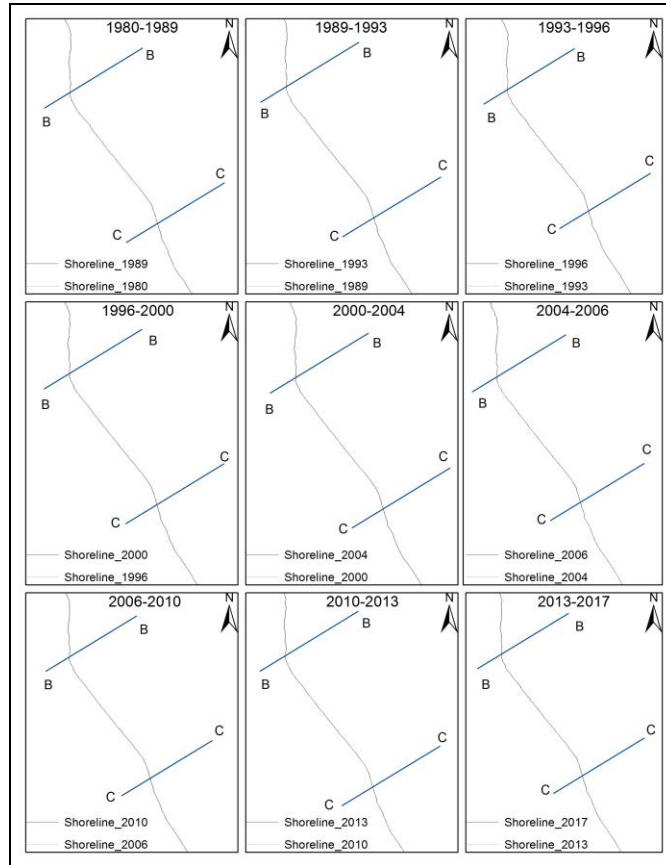 1980-1989
N
B
B
C
C
Shoreline_1989
Shoreline_1980
1989-1993
N
B
B
C
C
Shoreline_1993
Shoreline_1989
1993-1996
N
B
B
C
C
Shoreline_1996
Shoreline_1993
1996-2000
N
B
B
C
C
Shoreline_2000
Shoreline_1996
2000-2004
N
B
B
C
C
Shoreline_2004
Shoreline_2000
2004-2006
N
B
B
C
C
Shoreline_2006
Shoreline_2004
2006-2010
N
B
B
C
C
Shoreline_2010
Shoreline_2006
2010-2013
N
B
B
C
C
Shoreline_2013
Shoreline_2010
2013-2017
N
B
B
C
C
Shoreline_2017
Shoreline_2013